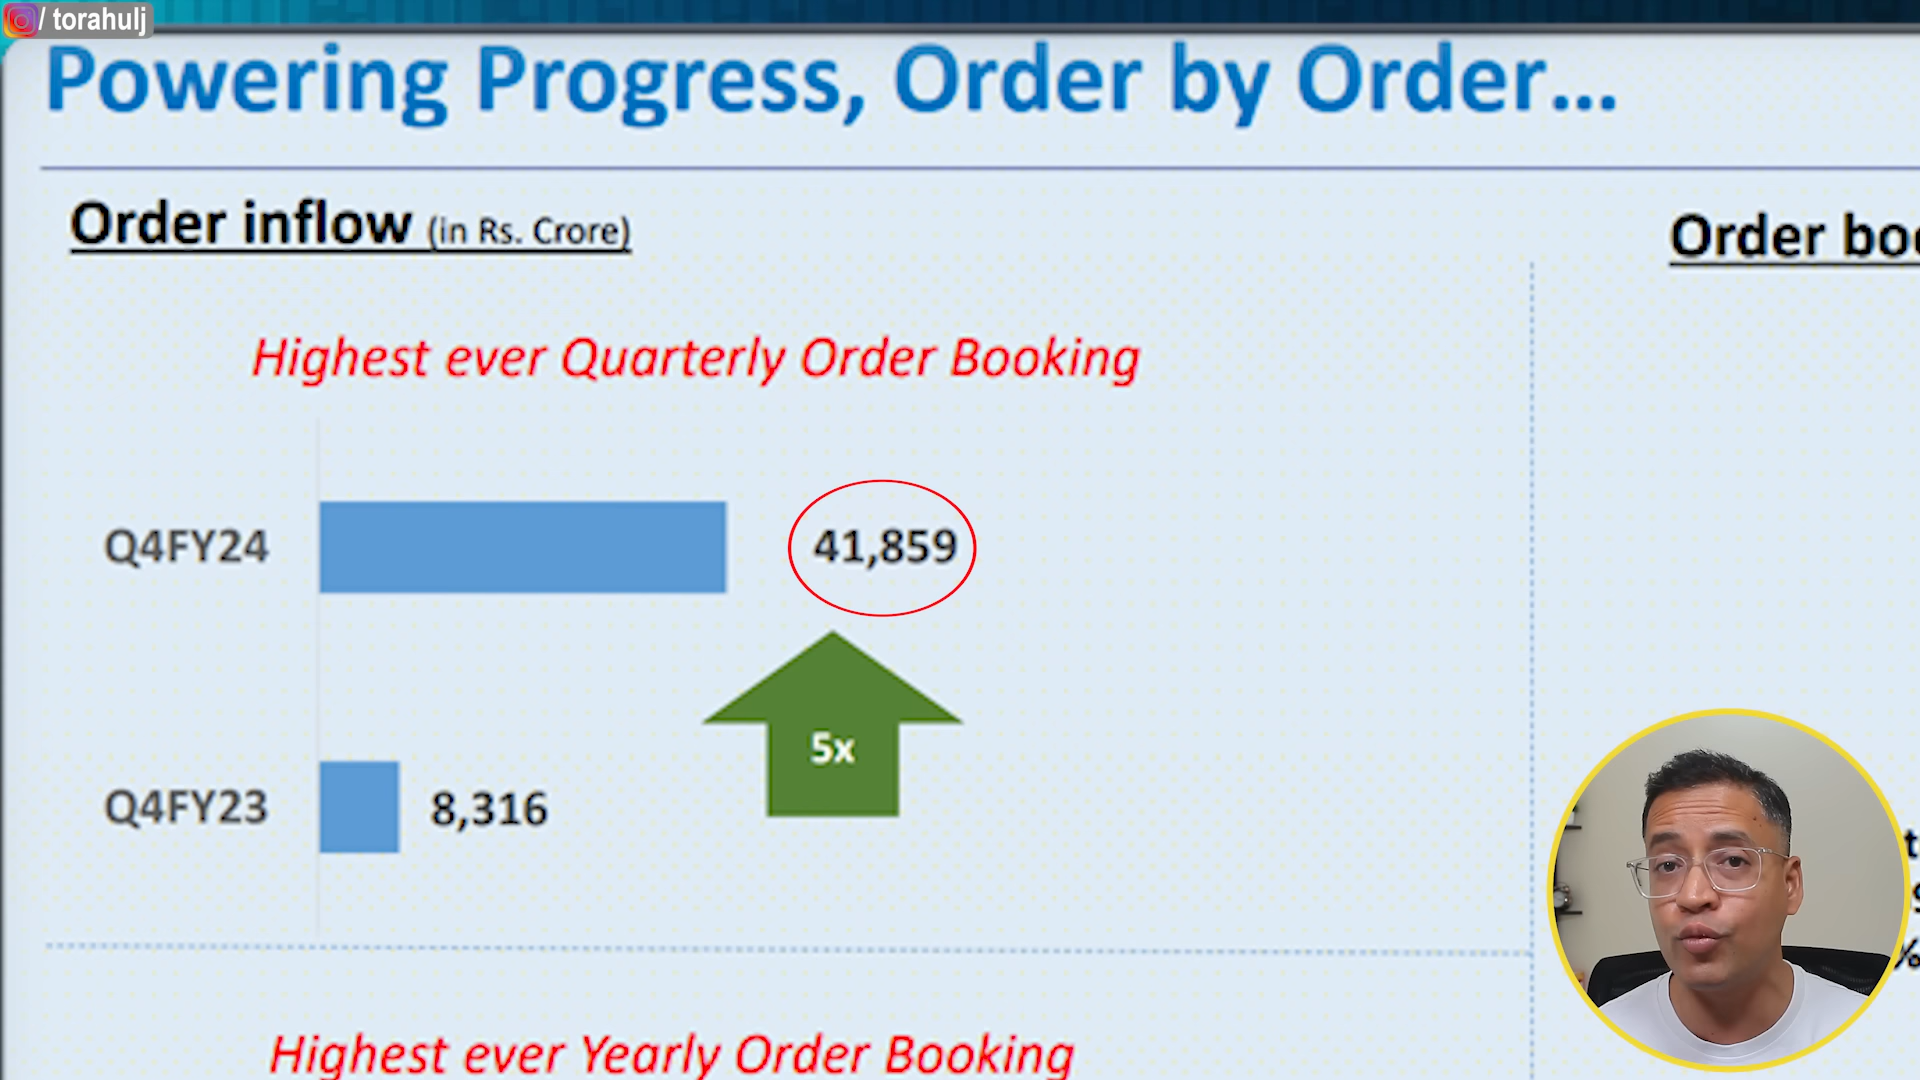 / torahulj
Powering Progress, Order by Order...
Order inflow (in Rs. Crore)
Highest ever Quarterly Order Booking
Q4FY24
41,859
5x
Q4FY23
8,316
Highest ever Yearly Order Booking
Order